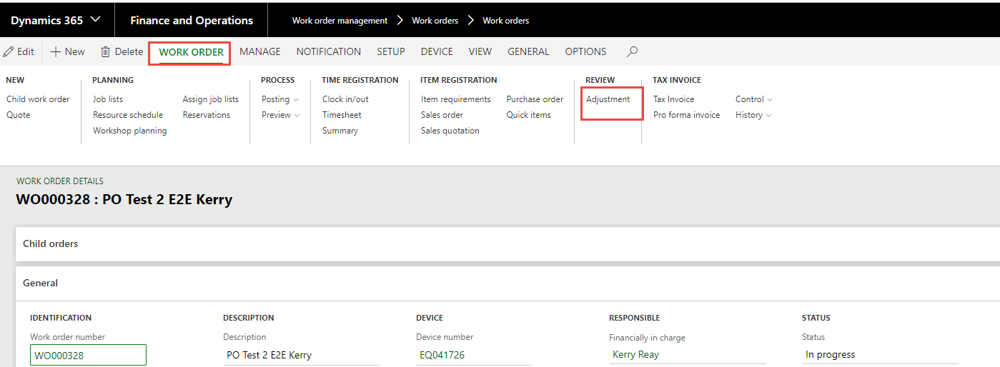 Dynamics 365 Finance and Operations Work order management Work orders Work orders
Edit New Delete WORK ORDER MANAGE NOTIFICATION SETUP DEVICE VIEW GENERAL OPTIONS
NEW PLANNING PROCESS TIME REGISTRATION ITEM REGISTRATION REVIEW TAX INVOICE
Child work order Job lists Assign job lists Posting Clock in/out Item requirements Purchase order Adjustment Tax Invoice Control
Quote Resource schedule Reservations Preview Timesheet Sales order Quick items Pro forma invoice History
Workshop planning Summary Sales quotation
WORK ORDER DETAILS
WO000328 : PO Test 2 E2E Kerry
Child orders
General
IDENTIFICATION DESCRIPTION DEVICE RESPONSIBLE STATUS
Work order number Description Device number Financially in charge Status
WO000328 PO Test 2 E2E Kerry EQ041726 Kerry Reay In progress